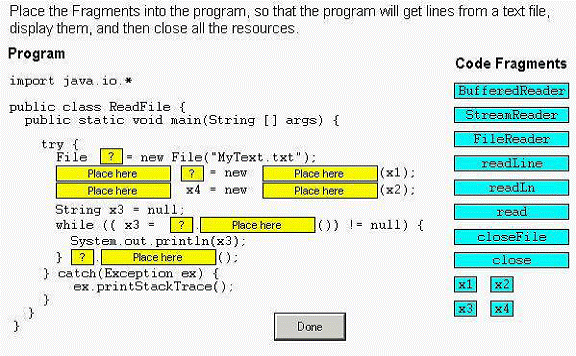 Place the Fragments into the program, so that the program will get lines from a text file,
display them, and then close all the resources.
Program
import java.io.*
public class ReadFile {
public static void main(String [] args) {
try {
File ? = new File("MyText.txt");
Place here ? = new Place here (x1);
Place here x4 = new Place here (x2);
String x3 = null;
while (( x3 = ? . Place here ()) != null) {
System.out.println(x3);
} ? . Place here ();
} catch(Exception ex) {
ex.printStackTrace();
}
}
}
Done
Code Fragments
BufferedReader
StreamReader
FileReader
readLine
readLn
read
closeFile
close
x1 x2
x3 x4